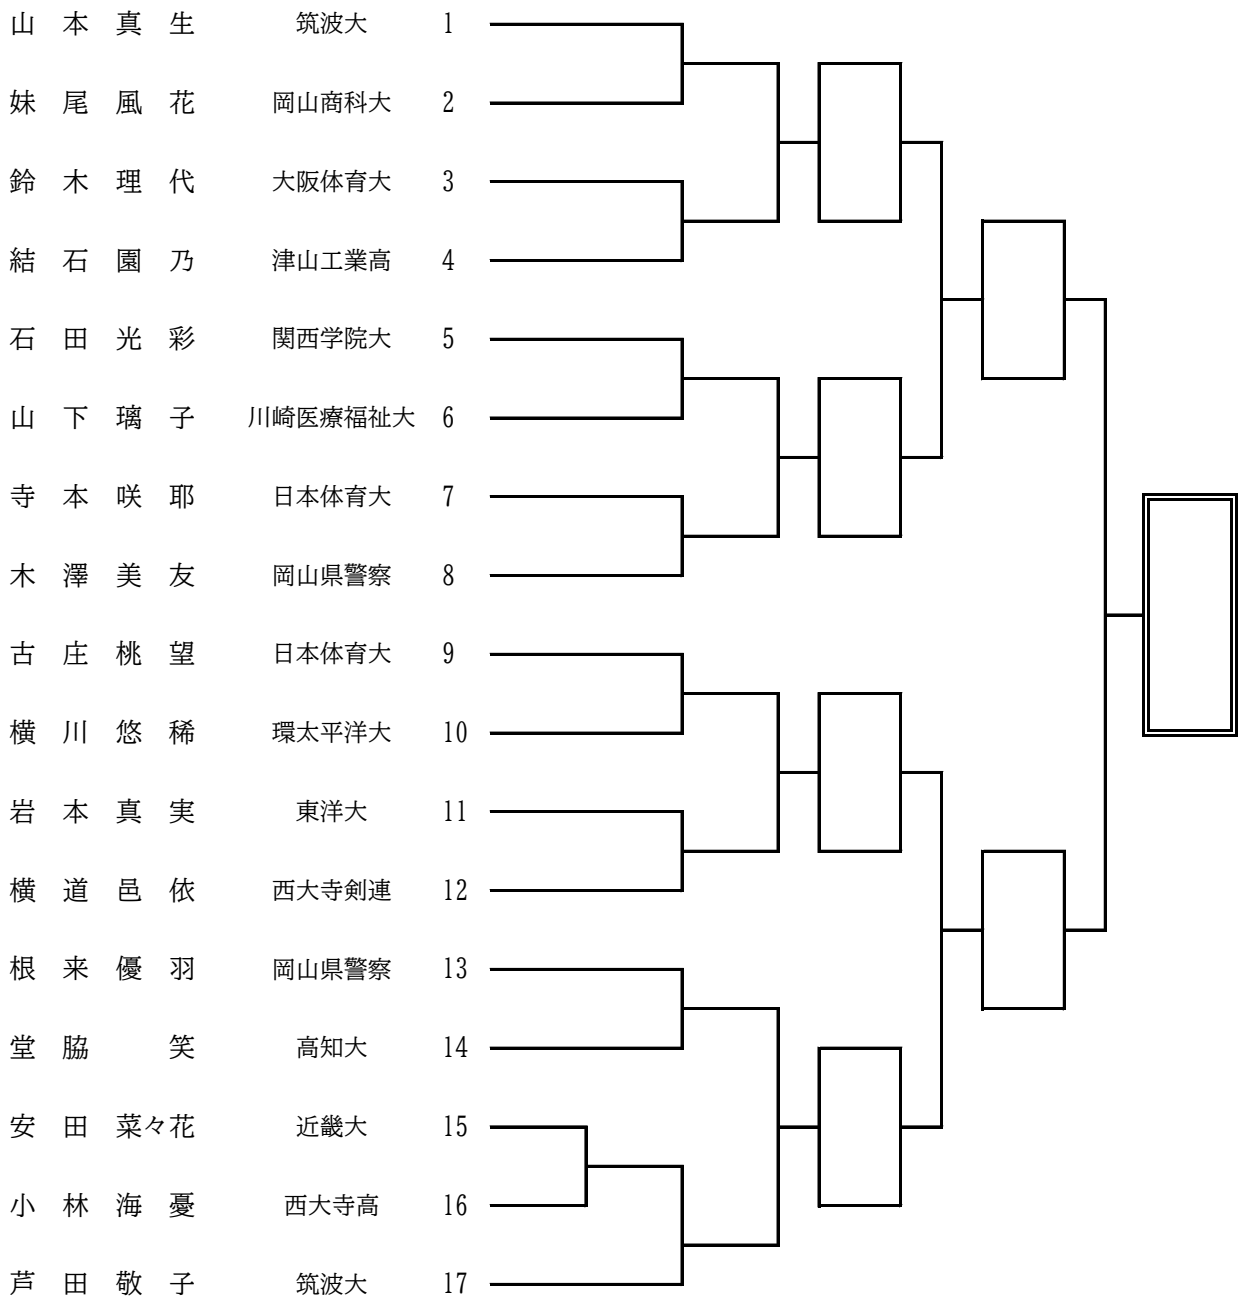 山本真生 筑波大 1
妹尾風花 岡山商科大 2
鈴木理代 大阪体育大 3
結石園乃 津山工業高 4
石田光彩 関西学院大 5
山下璃子 川崎医療福祉大 6
寺本咲耶 日本体育大 7
木澤美友 岡山県警察 8
古庄桃望 日本体育大 9
横川悠稀 環太平洋大 10
岩本真実 東洋大 11
横道邑依 西大寺剣連 12
根来優羽 岡山県警察 13
堂脇 笑 高知大 14
安田菜々花 近畿大 15
小林海憂 西大寺高 16
芦田敬子 筑波大 17